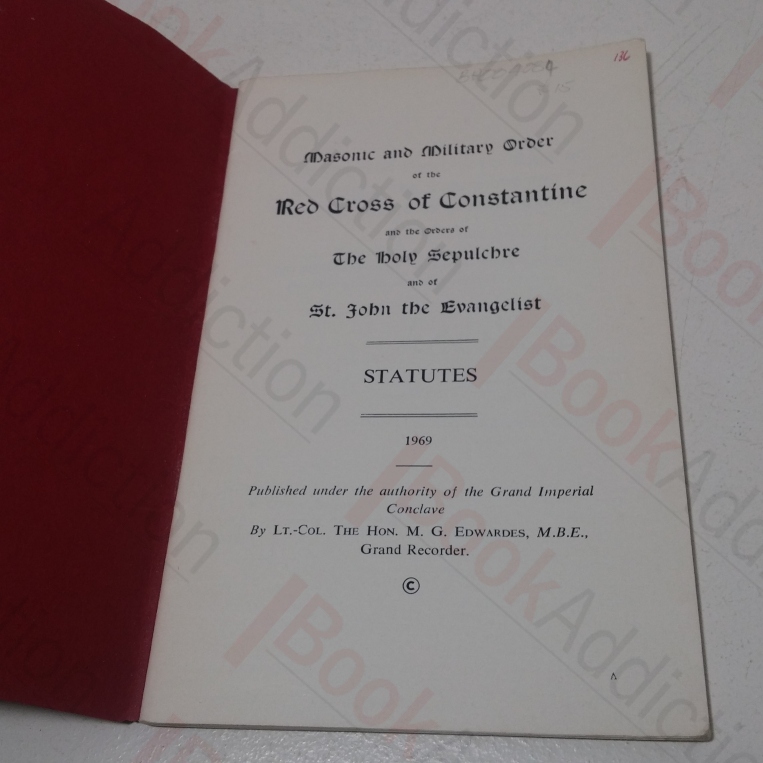 136
Masonic and Military Order
of the
Red Cross of Constantine
and the Orders of
The Holy Sepulchre
and of
St. John the Evangelist
STATUTES
1969
Published under the authority of the Grand Imperial
Conclave
By LT.-COL. THE HON. M. G. EDWARDES, M.B.E.,
Grand Recorder.
©
A
BookAddiction